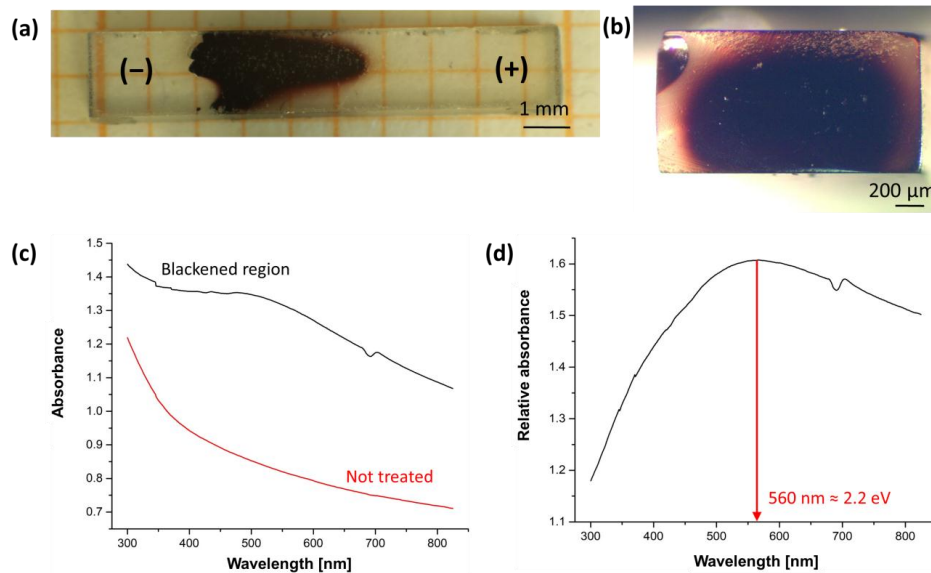 (a)
(−)
(+)
1 mm
(b)
200 µm
(c)
1.5
1.4
1.3
1.2
1.1
1.0
0.9
0.8
0.7
Absorbance
Blackened region
Not treated
300 400 500 600 700 800
Wavelength [nm]
(d)
1.6
1.5
1.4
1.3
1.2
1.1
Relative absorbance
560 nm ≈ 2.2 eV
300 400 500 600 700 800
Wavelength [nm]